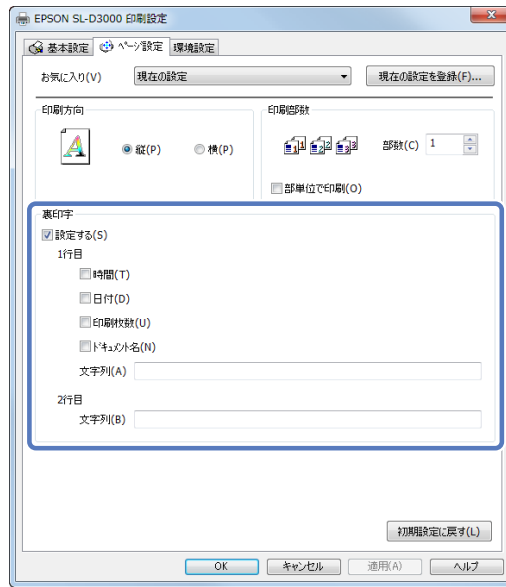 EPSON SL-D3000 印刷設定
基本設定 ページ設定 環境設定
お気に入り(V) 現在の設定 現在の設定を登録(F)...
印刷方向
縦(P) 横(P)
印刷部数
部数(C) 1
部単位で印刷(O)
裏印字
設定する(S)
1行目
時間(T)
日付(D)
印刷枚数(U)
ドキュメント名(N)
文字列(A)
2行目
文字列(B)
初期設定に戻す(L)
OK キャンセル 適用(A) ヘルプ